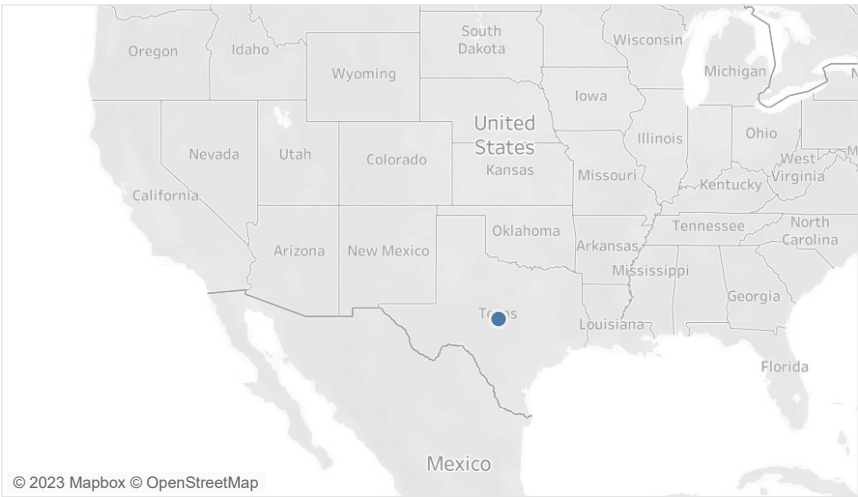 South
Dakota
Wisconsin
Oregon
Idaho
Michigan
N
Wyoming
Iowa
United
States
Ohio
Illinois
Nevada
Utah
Colorado
West
Virginia
M
Kansas
Missouri
Kentucky
California
Tennessee
North
Carolina
Oklahoma
Arkansas
Arizona
New Mexico
Mississippi
Georgia
Texas
Louisiana
Florida
Mexico
© 2023 Mapbox © OpenStreetMap